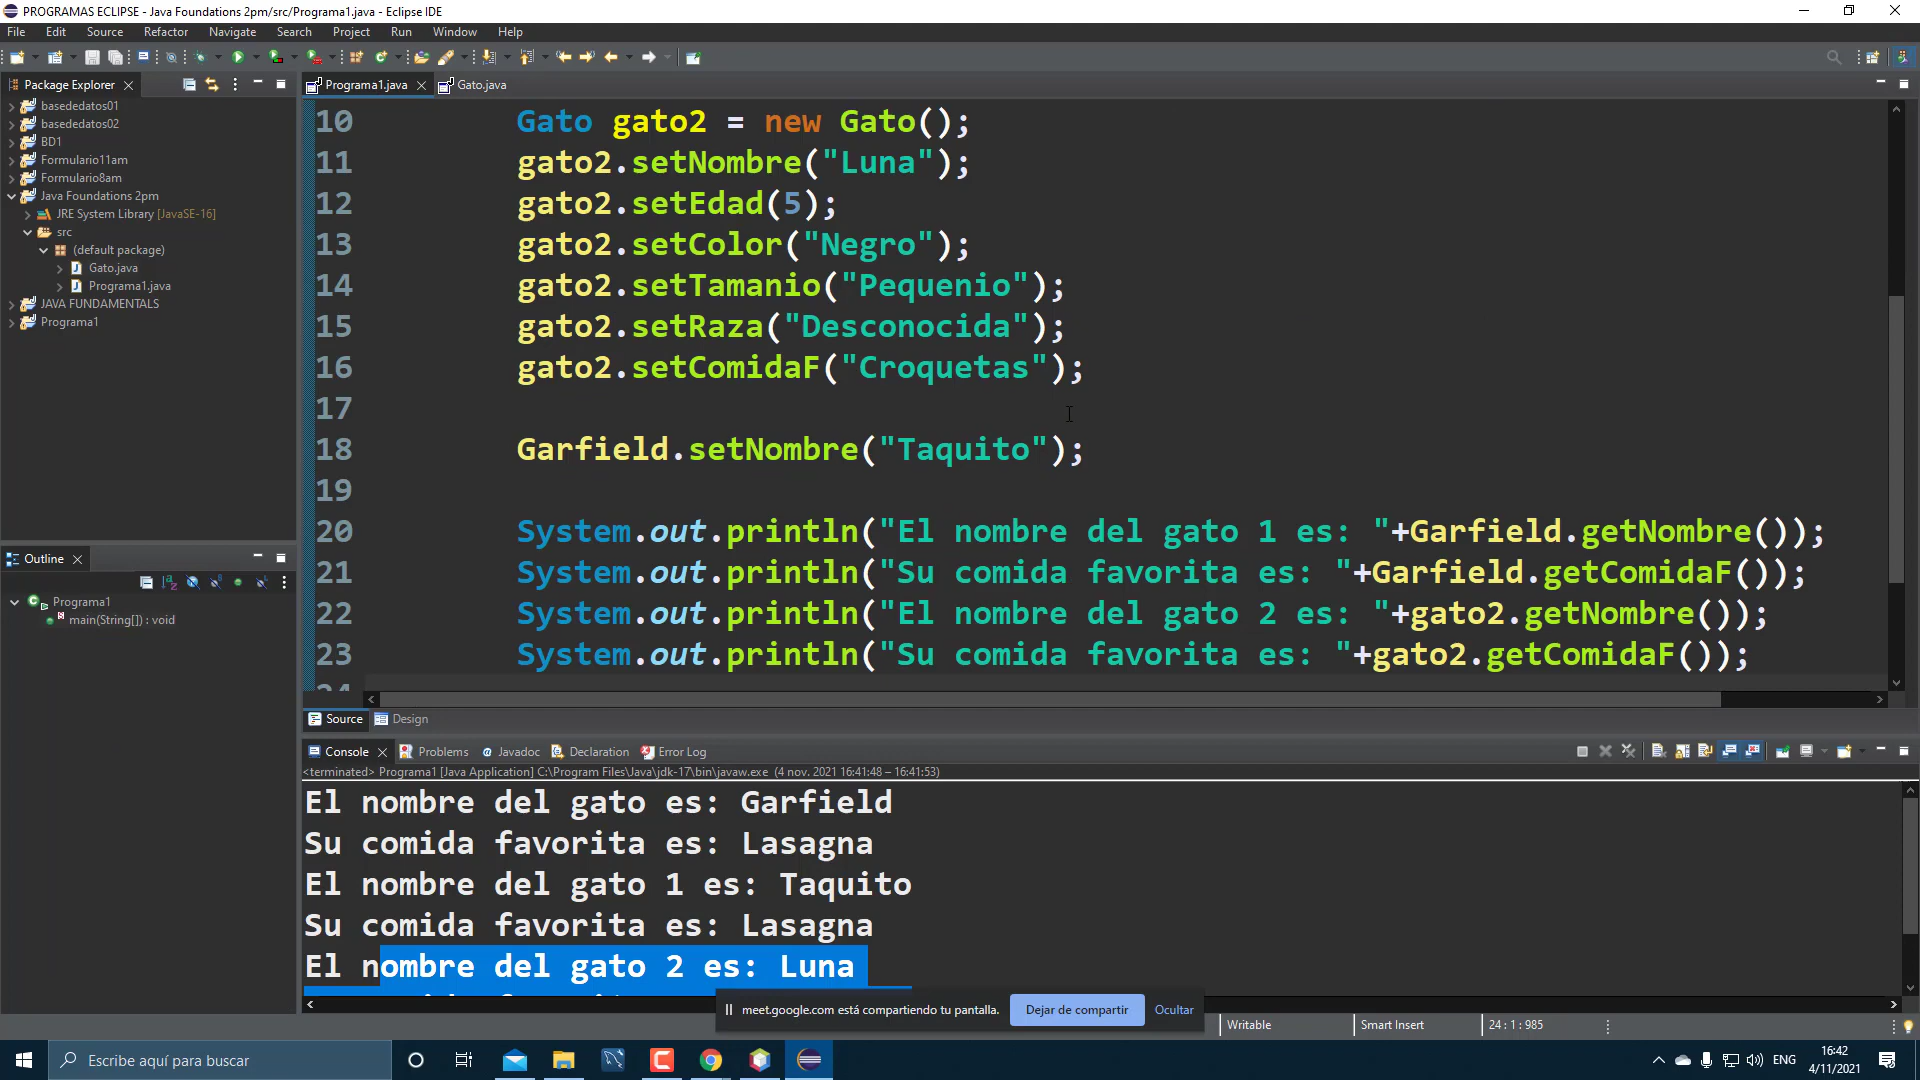 PROGRAMAS ECLIPSE - Java Foundations 2pm/src/Programa1.java - Eclipse IDE
File Edit Source Refactor Navigate Search Project Run Window Help
Package Explorer
basededatos01
basededatos02
BD1
Formulario11am
Formulario8am
Java Foundations 2pm
JRE System Library [JavaSE-16]
src
(default package)
Gato.java
Programa1.java
JAVA FUNDAMENTALS
Programa1
Outline
Programa1
main(String[]) : void
Programa1.java Gato.java
10 Gato gato2 = new Gato();
11 gato2.setNombre("Luna");
12 gato2.setEdad(5);
13 gato2.setColor("Negro");
14 gato2.setTamanio("Pequenio");
15 gato2.setRaza("Desconocida");
16 gato2.setComidaF("Croquetas");
17
18 Garfield.setNombre("Taquito");
19
20 System.out.println("El nombre del gato 1 es: "+Garfield.getNombre());
21 System.out.println("Su comida favorita es: "+Garfield.getComidaF());
22 System.out.println("El nombre del gato 2 es: "+gato2.getNombre());
23 System.out.println("Su comida favorita es: "+gato2.getComidaF());
Source Design
Console Problems Javadoc Declaration Error Log
<terminated> Programa1 [Java Application] C:\Program Files\Java\jdk-17\bin\javaw.exe (4 nov. 2021 16:41:48 – 16:41:53)
El nombre del gato es: Garfield
Su comida favorita es: Lasagna
El nombre del gato 1 es: Taquito
Su comida favorita es: Lasagna
El nombre del gato 2 es: Luna
meet.google.com está compartiendo tu pantalla. Dejar de compartir Ocultar
Writable Smart Insert 24 : 1 : 985
Escribe aquí para buscar
ENG
16:42
4/11/2021